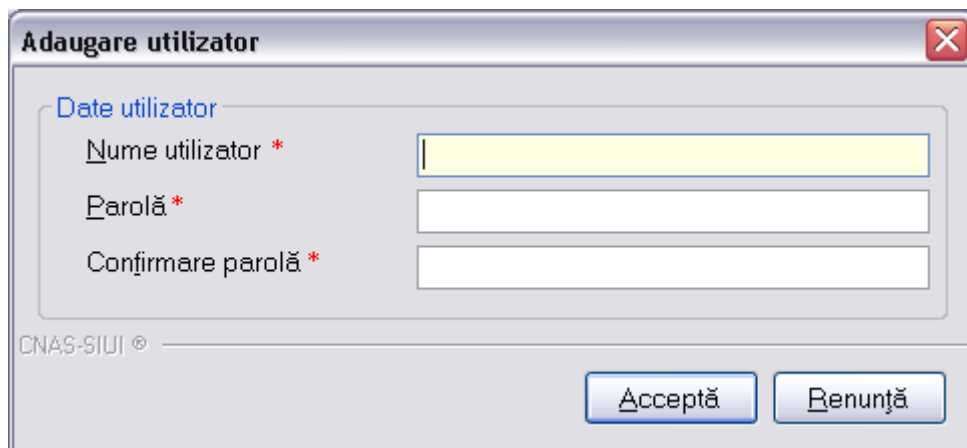 Adaugare utilizator
Date utilizator
Nume utilizator *
Parolă *
Confirmare parolă *
CNAS-SIUI ®
Acceptă Renunţă